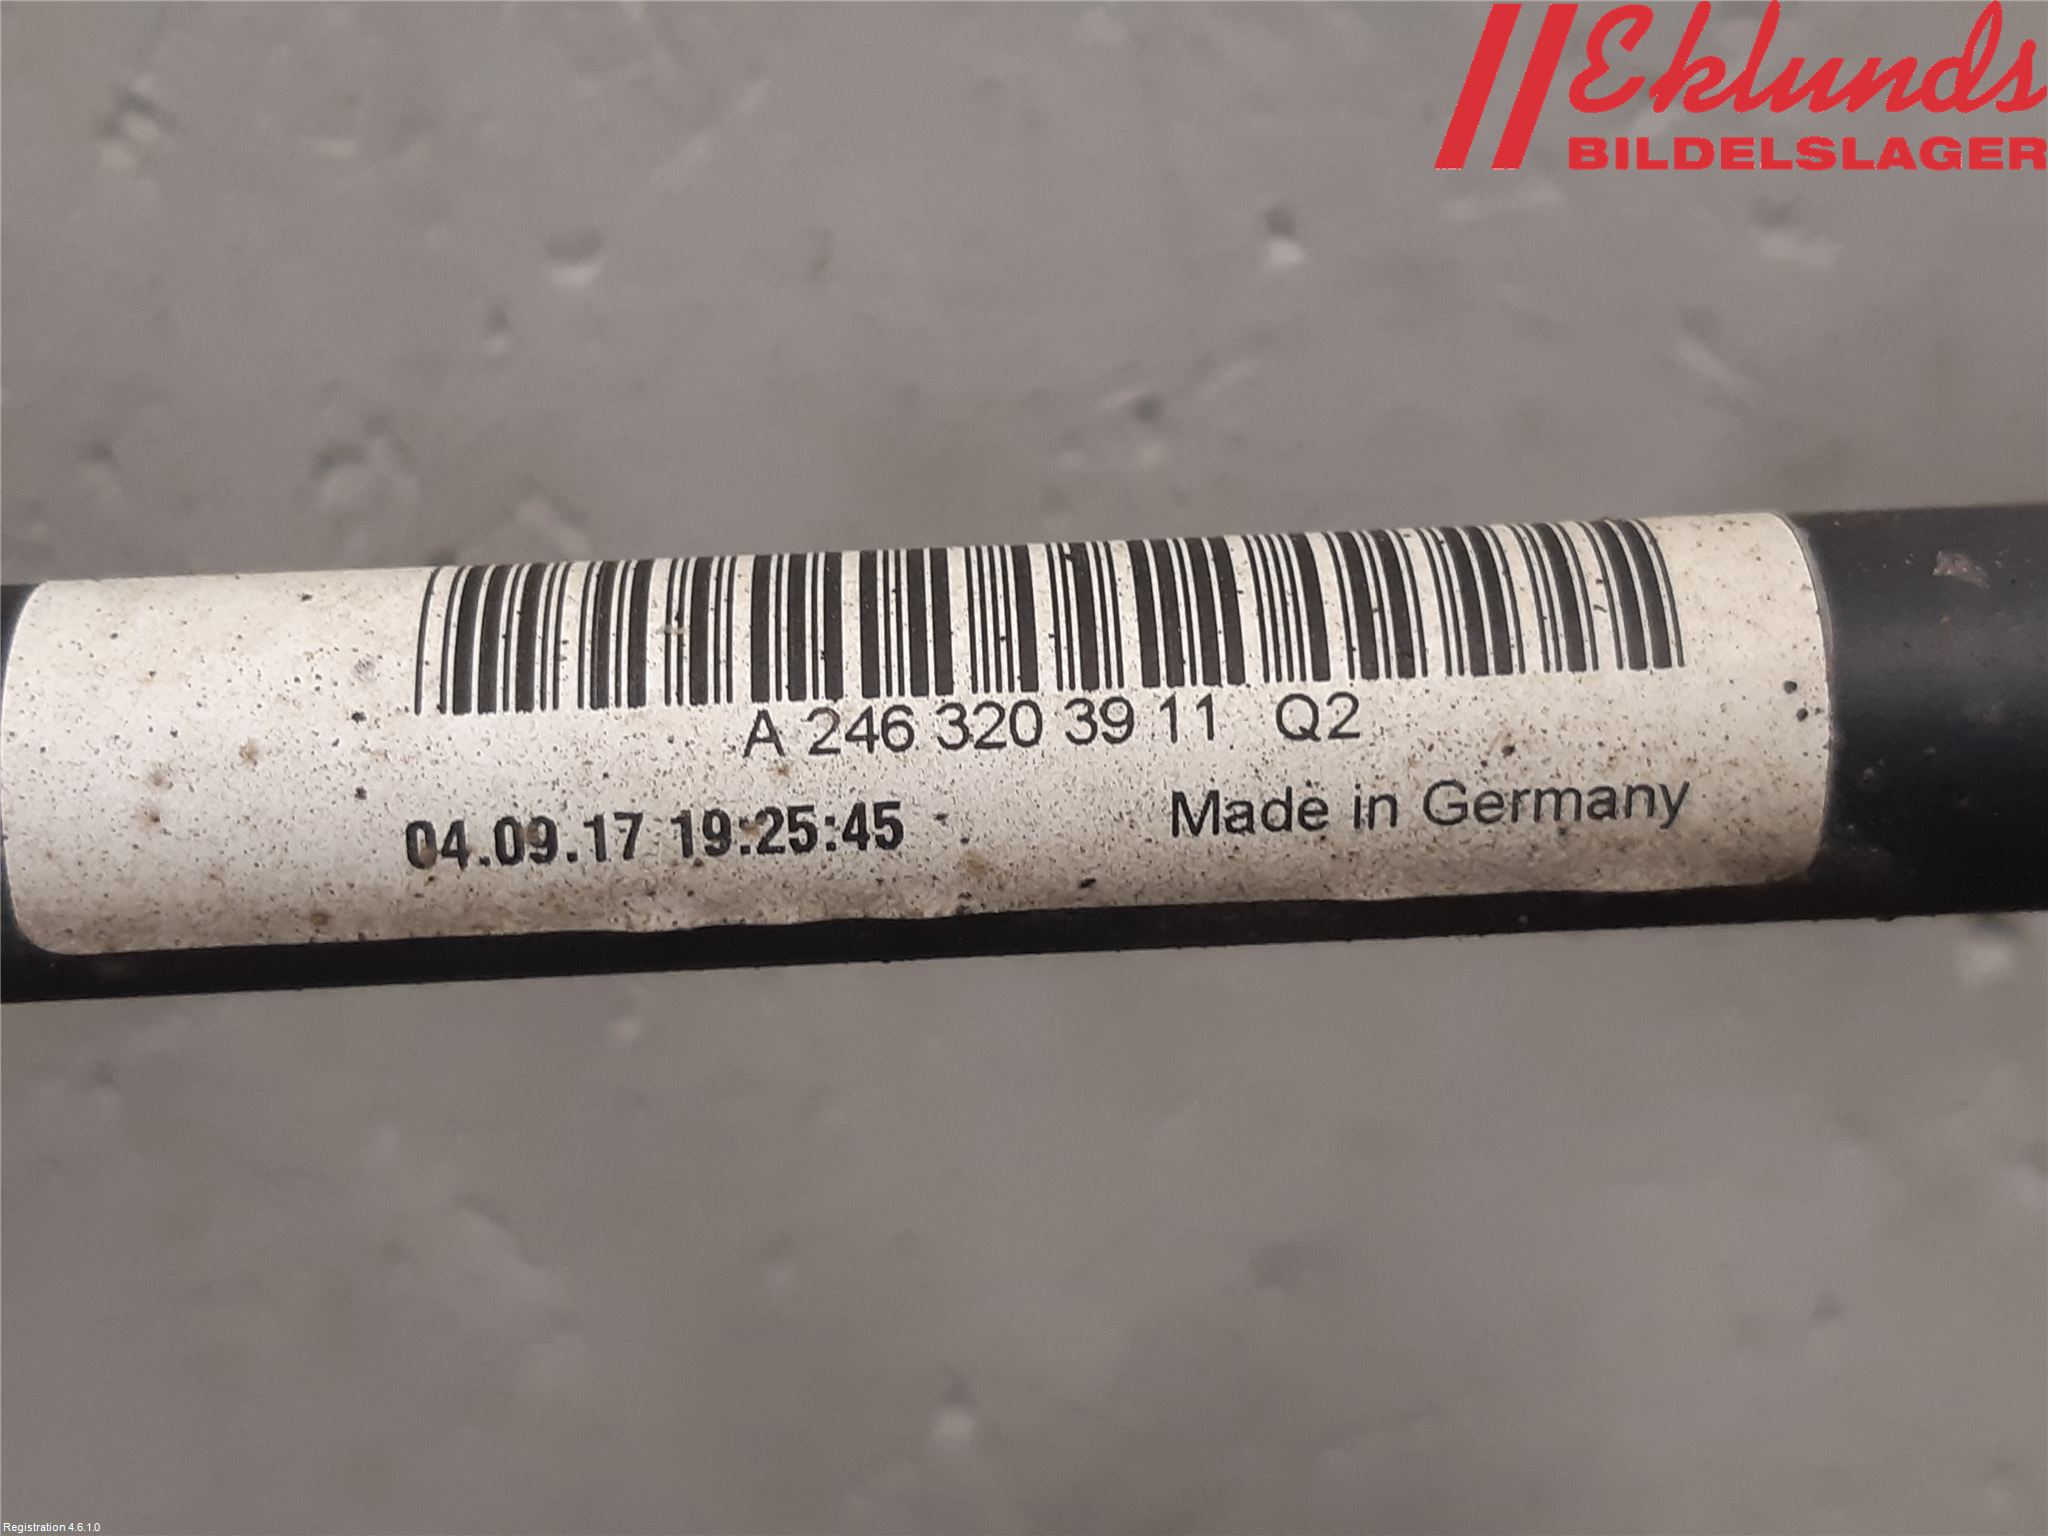 Eklunds
BILDELSLAGER
A 246 320 39 11 Q2
04.09.17 19:25:45 Made in Germany
Registration 4.6.1.0